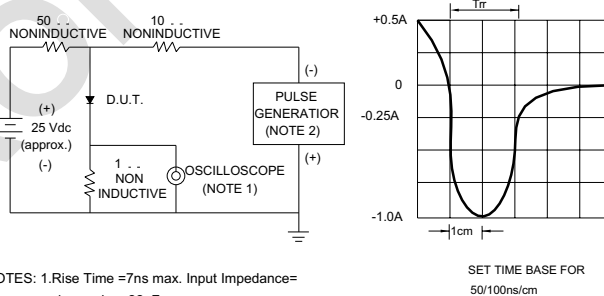 50 - - 10 - -
NONINDUCTIVE NONINDUCTIVE
(+)
25 Vdc
(approx.)
(-)
D.U.T.
1 - -
NON
INDUCTIVE
OSCILLOSCOPE
(NOTE 1)
(-)
PULSE
GENERATIOR
(NOTE 2)
(+)
Trr
+0.5A
0
-0.25A
-1.0A
1cm
SET TIME BASE FOR
50/100ns/cm
OTES: 1.Rise Time =7ns max. Input Impedance=